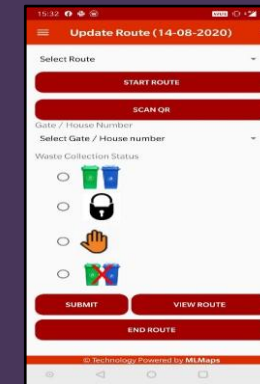 15:32
Update Route (14-08-2020)
Select Route
START ROUTE
SCAN QR
Gate / House Number
Select Gate / House number
Waste Collection Status
SUBMIT
VIEW ROUTE
END ROUTE
© Technology Powered by MLMaps